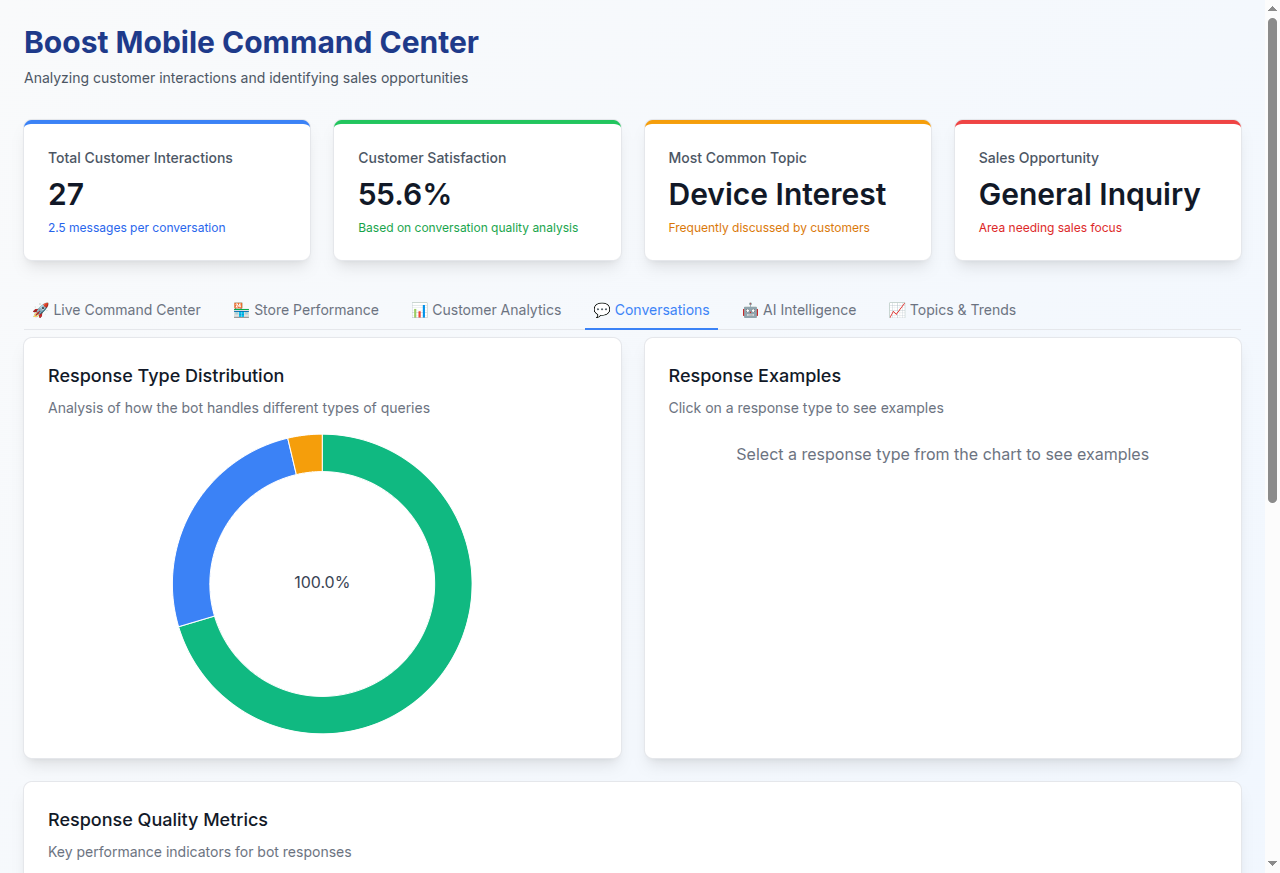 Boost Mobile Command Center
Analyzing customer interactions and identifying sales opportunities
Total Customer Interactions
27
2.5 messages per conversation
Customer Satisfaction
55.6%
Based on conversation quality analysis
Most Common Topic
Device Interest
Frequently discussed by customers
Sales Opportunity
General Inquiry
Area needing sales focus
🚀 Live Command Center
🏪 Store Performance
📊 Customer Analytics
💬 Conversations
🤖 AI Intelligence
📈 Topics & Trends
Response Type Distribution
Analysis of how the bot handles different types of queries
100.0%
Response Examples
Click on a response type to see examples
Select a response type from the chart to see examples
Response Quality Metrics
Key performance indicators for bot responses